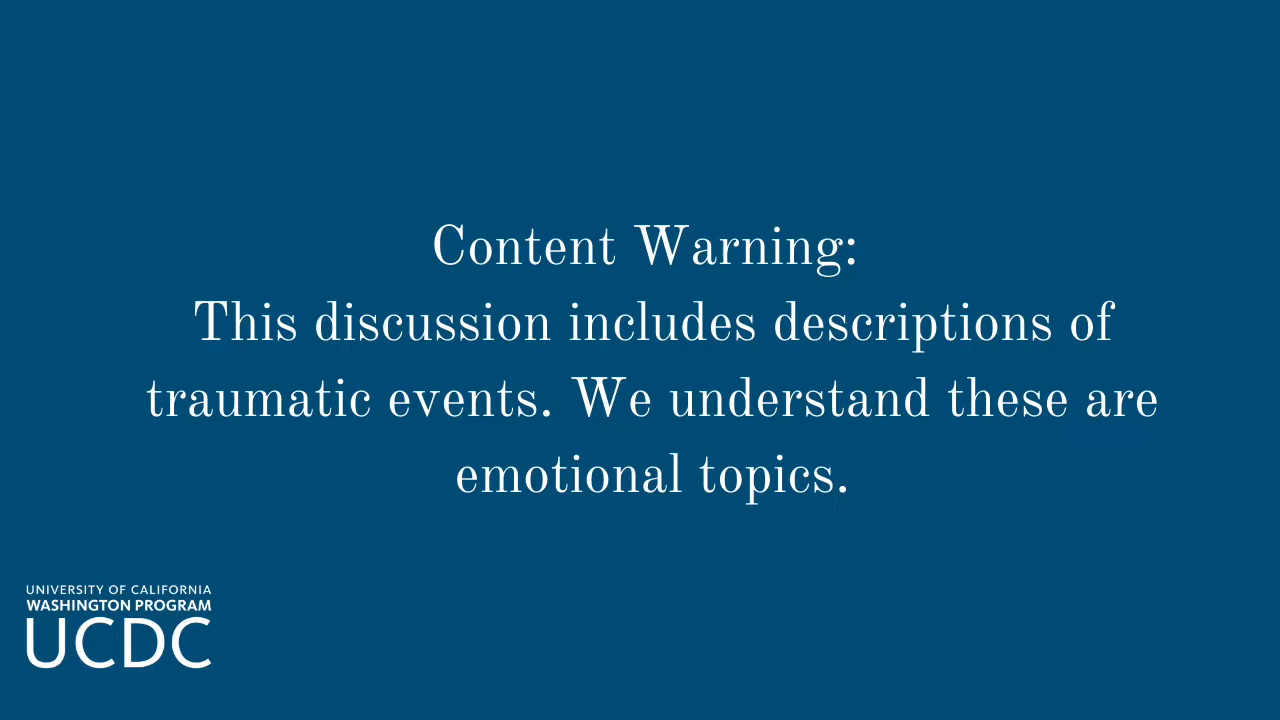 Content Warning:
This discussion includes descriptions of
traumatic events. We understand these are
emotional topics.
UNIVERSITY OF CALIFORNIA
WASHINGTON PROGRAM
UCDC